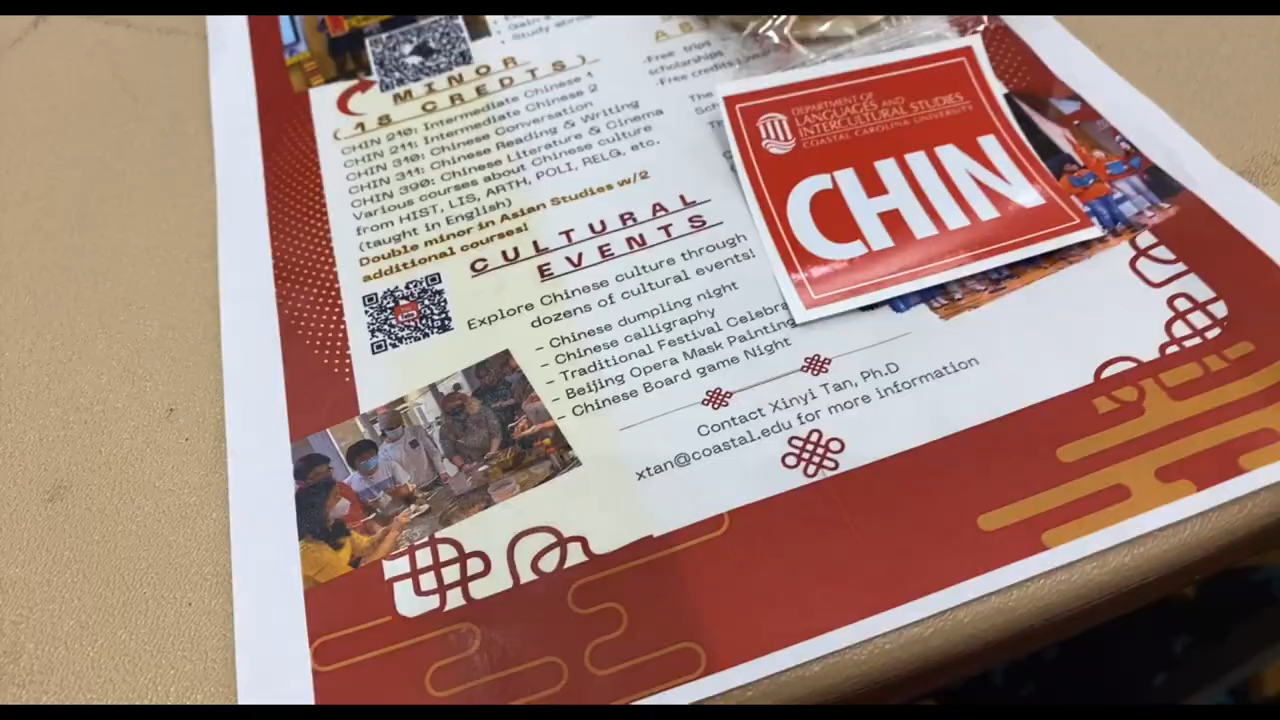 Study
MINOR
(18 CREDTS)
CHIN 210: Intermediate Chinese 1
CHIN 211: Intermediate Chinese 2
CHIN 310: Chinese Conversation
CHIN 311: Chinese Reading & Writing
CHIN 390: Chinese Literature & Cinema
Various courses about Chinese culture
from HIST, LIS, ARTH, POLI, RELG, etc.
(taught in English)
Double minor in Asian Studies w/2
additional courses!
CULTURAL
EVENTS
Explore Chinese culture through
dozens of cultural events!
- Chinese dumpling night
- Chinese calligraphy
- Traditional Festival Celebra
- Beijing Opera Mask Painting
- Chinese Board game Night
Contact Xinyi Tan, Ph.D
xtan@coastal.edu for more information
-Free trips
scholarships
-Free credits
The
DEPARTMENT OF
LANGUAGES AND
INTERCULTURAL STUDIES
COASTAL CAROLINA UNIVERSITY
CHIN